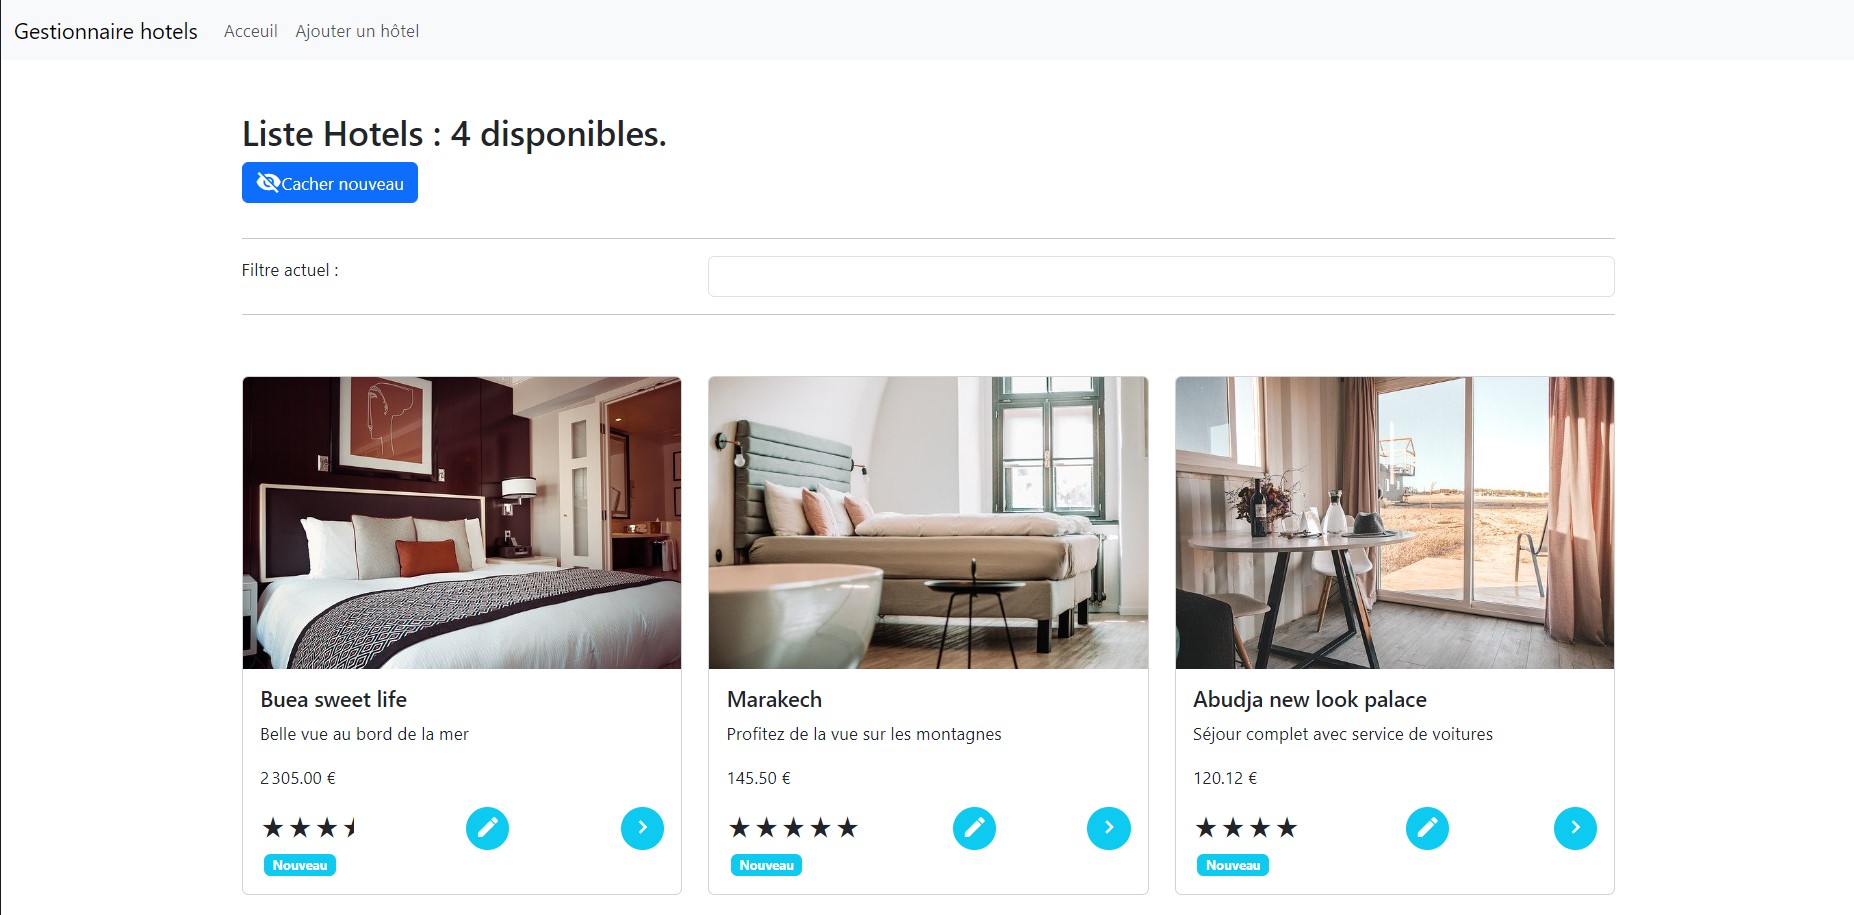 Gestionnaire hotels Acceuil Ajouter un hôtel
Liste Hotels : 4 disponibles.
Cacher nouveau
Filtre actuel :
Buea sweet life
Belle vue au bord de la mer
2 305.00 €
Nouveau
Marakech
Profitez de la vue sur les montagnes
145.50 €
Nouveau
Abudja new look palace
Séjour complet avec service de voitures
120.12 €
Nouveau